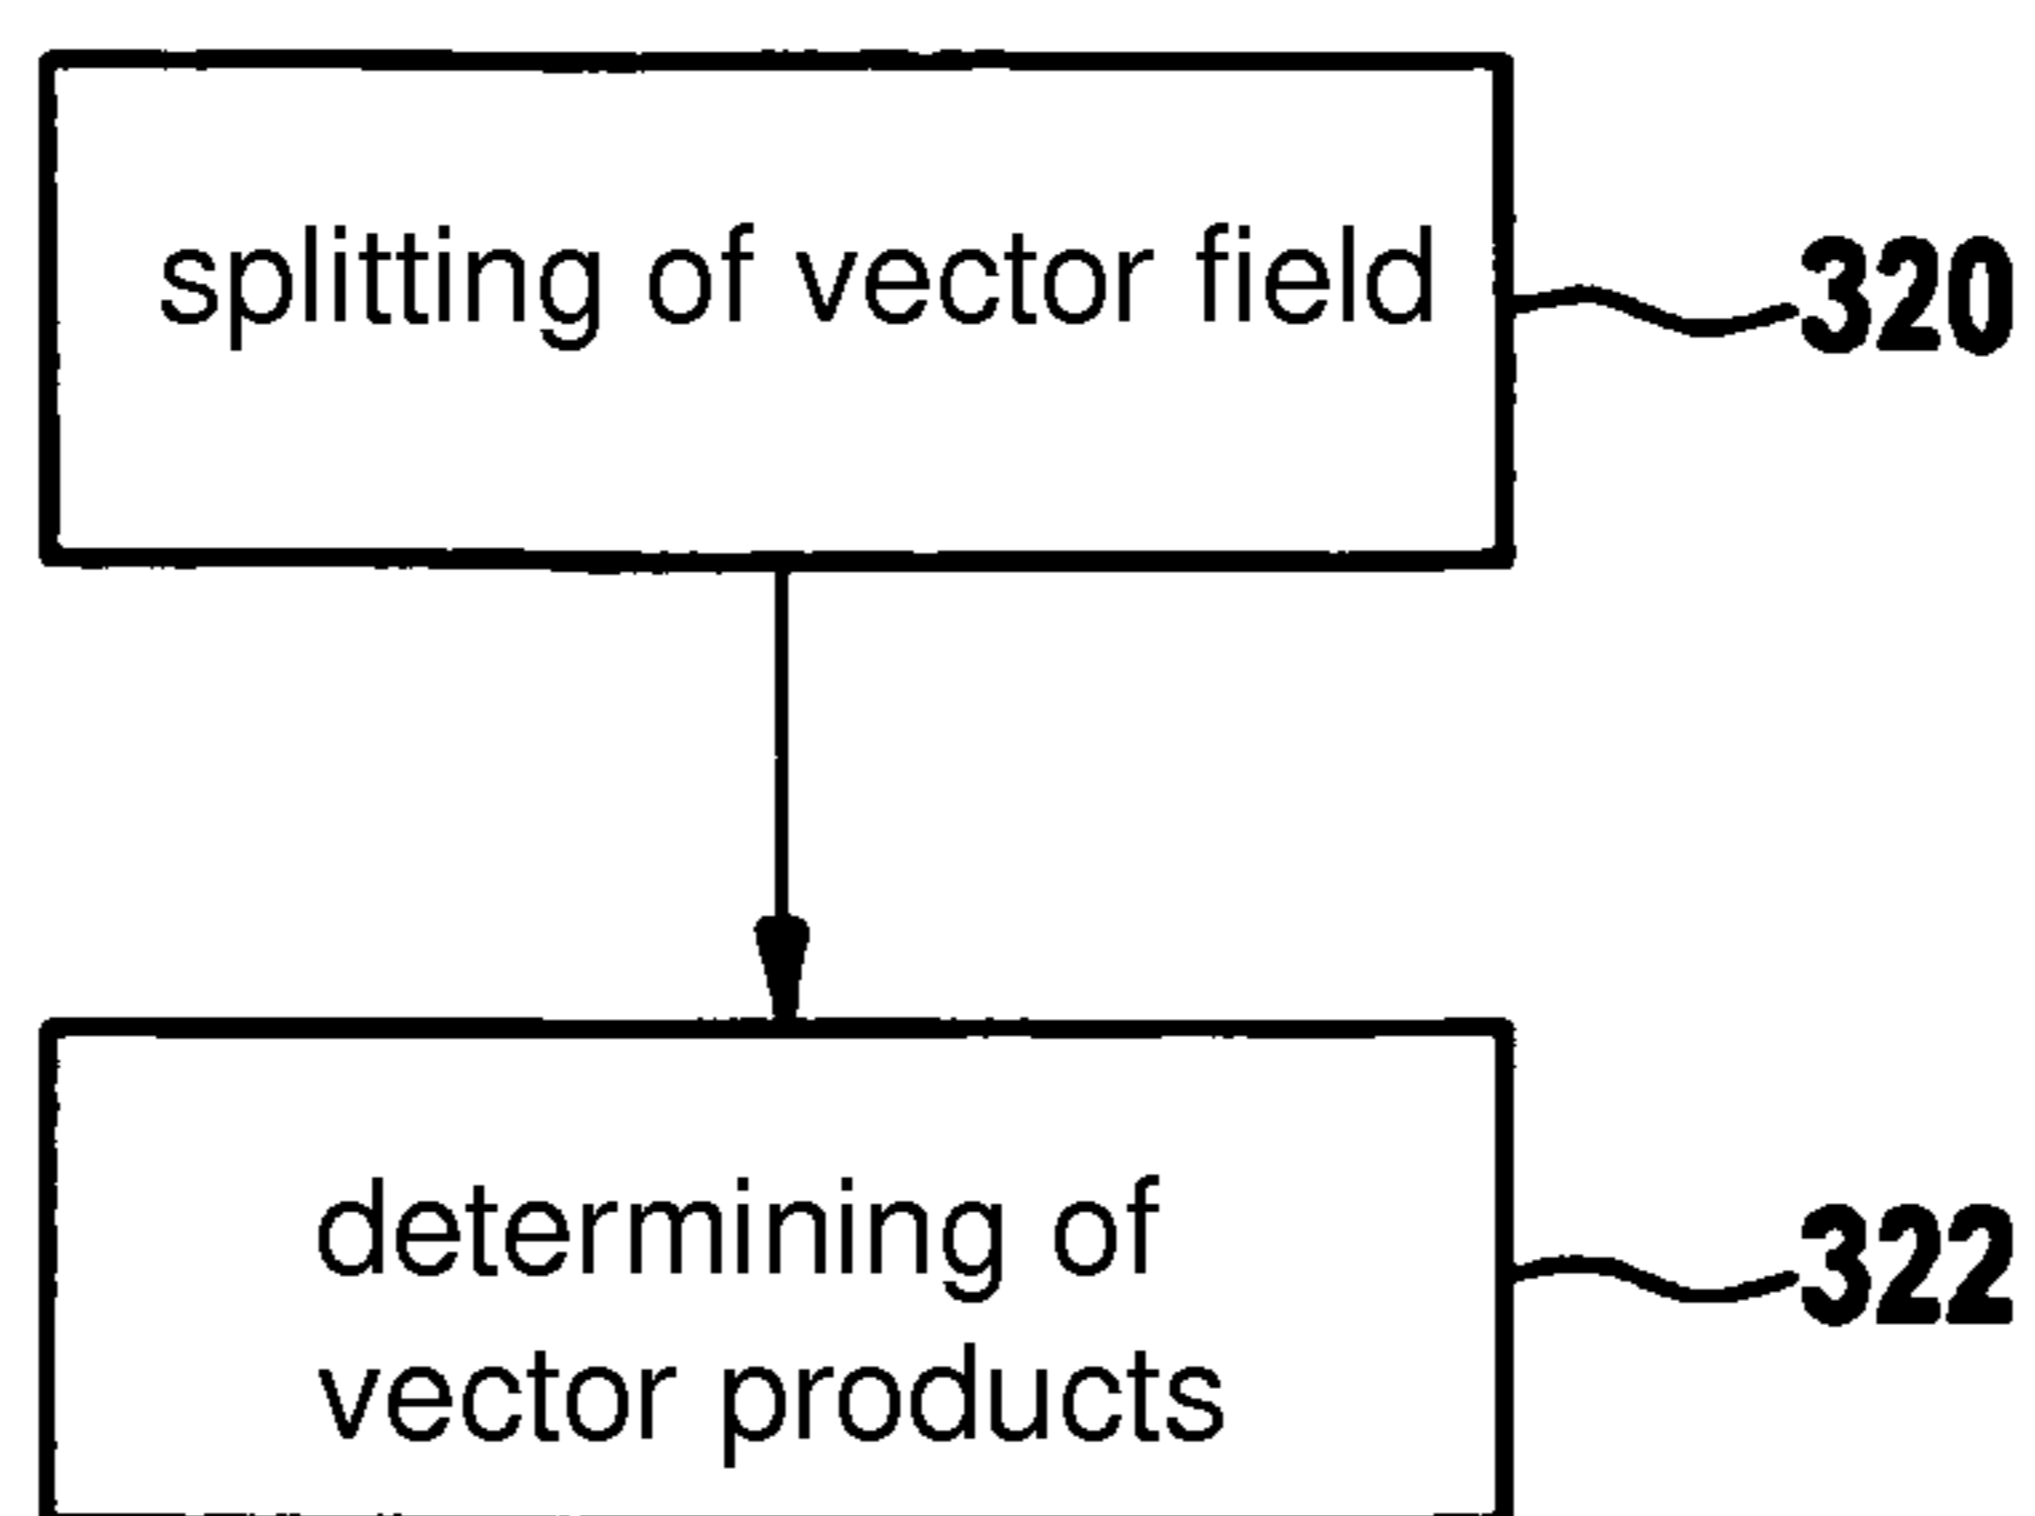 splitting of vector field
320
determining of
vector products
322